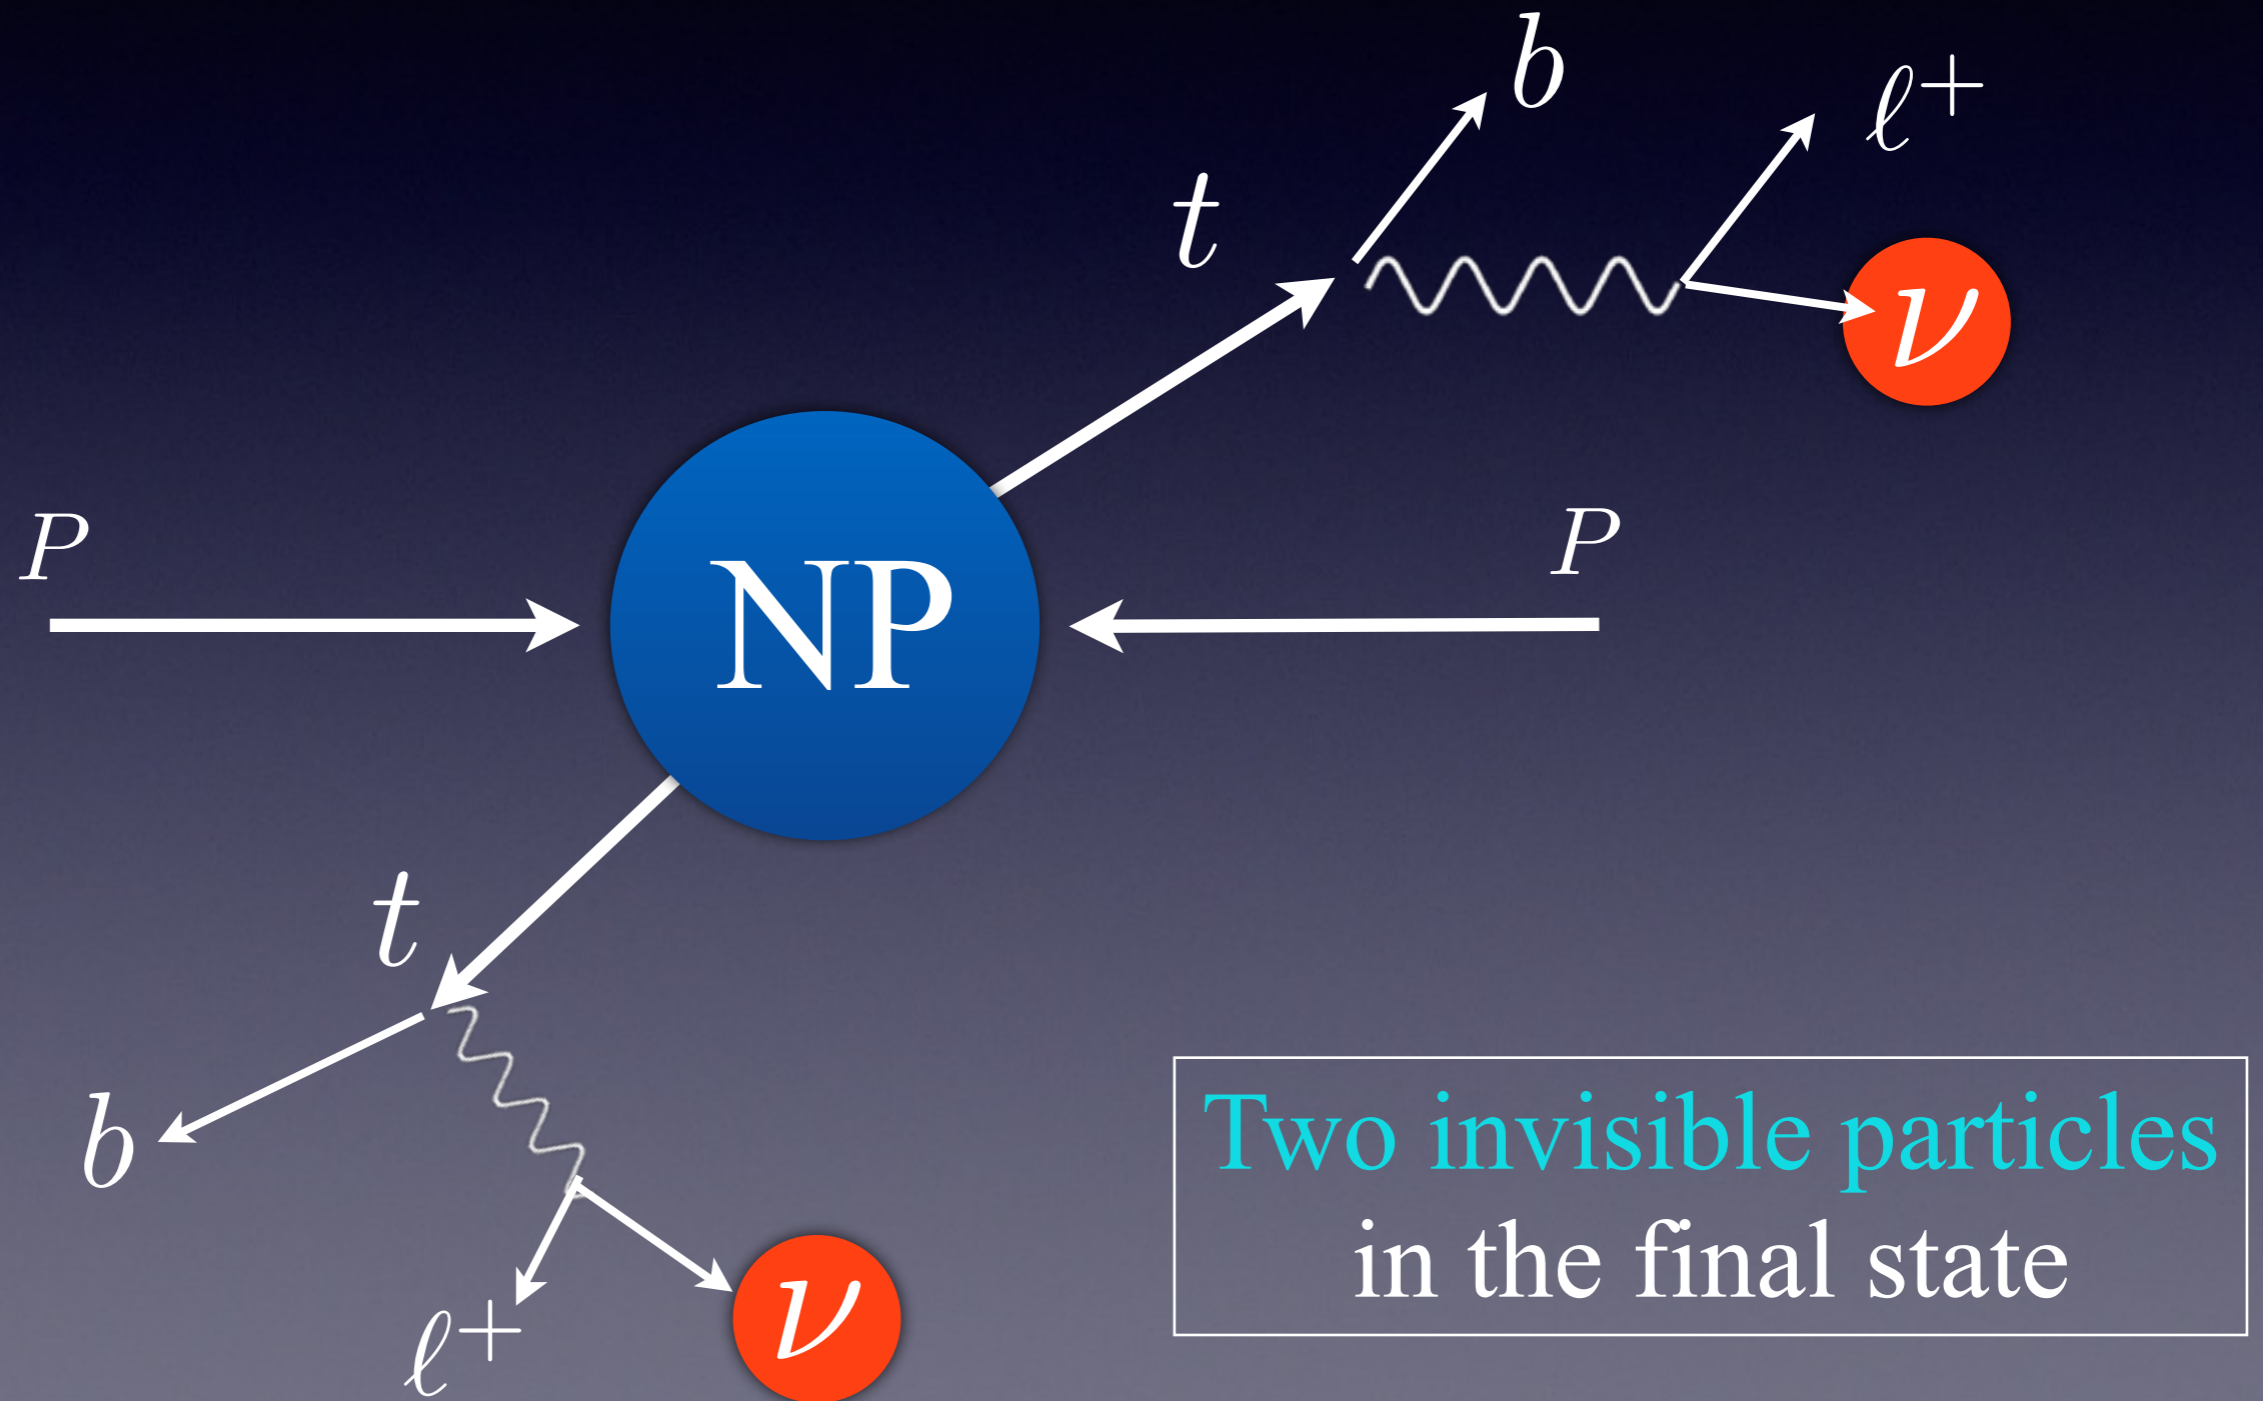 b
ℓ⁺
t
ν
P
P
NP
t
b
Two invisible particles
in the final state
ℓ⁺
ν